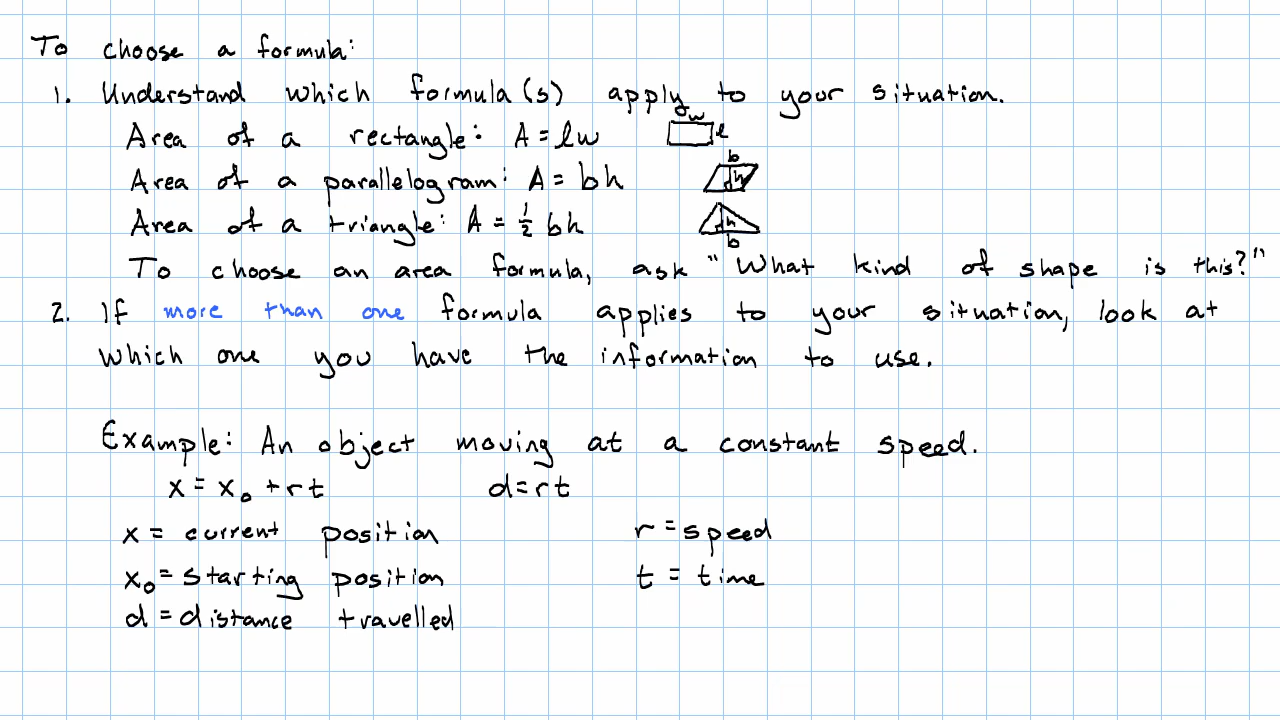 To choose a formula:
1. Understand which formula(s) apply to your situation.
Area of a rectangle: A = lw w l
Area of a parallelogram: A = bh b h
Area of a triangle: A = 1/2 bh h b
To choose an area formula, ask "What kind of shape is this?"
2. If more than one formula applies to your situation, look at
which one you have the information to use.
Example: An object moving at a constant speed.
x = x₀ + rt d = rt
x = current position r = speed
x₀ = starting position t = time
d = distance travelled